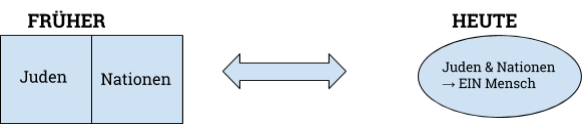 FRÜHER
Juden
Nationen
HEUTE
Juden & Nationen
→ EIN Mensch